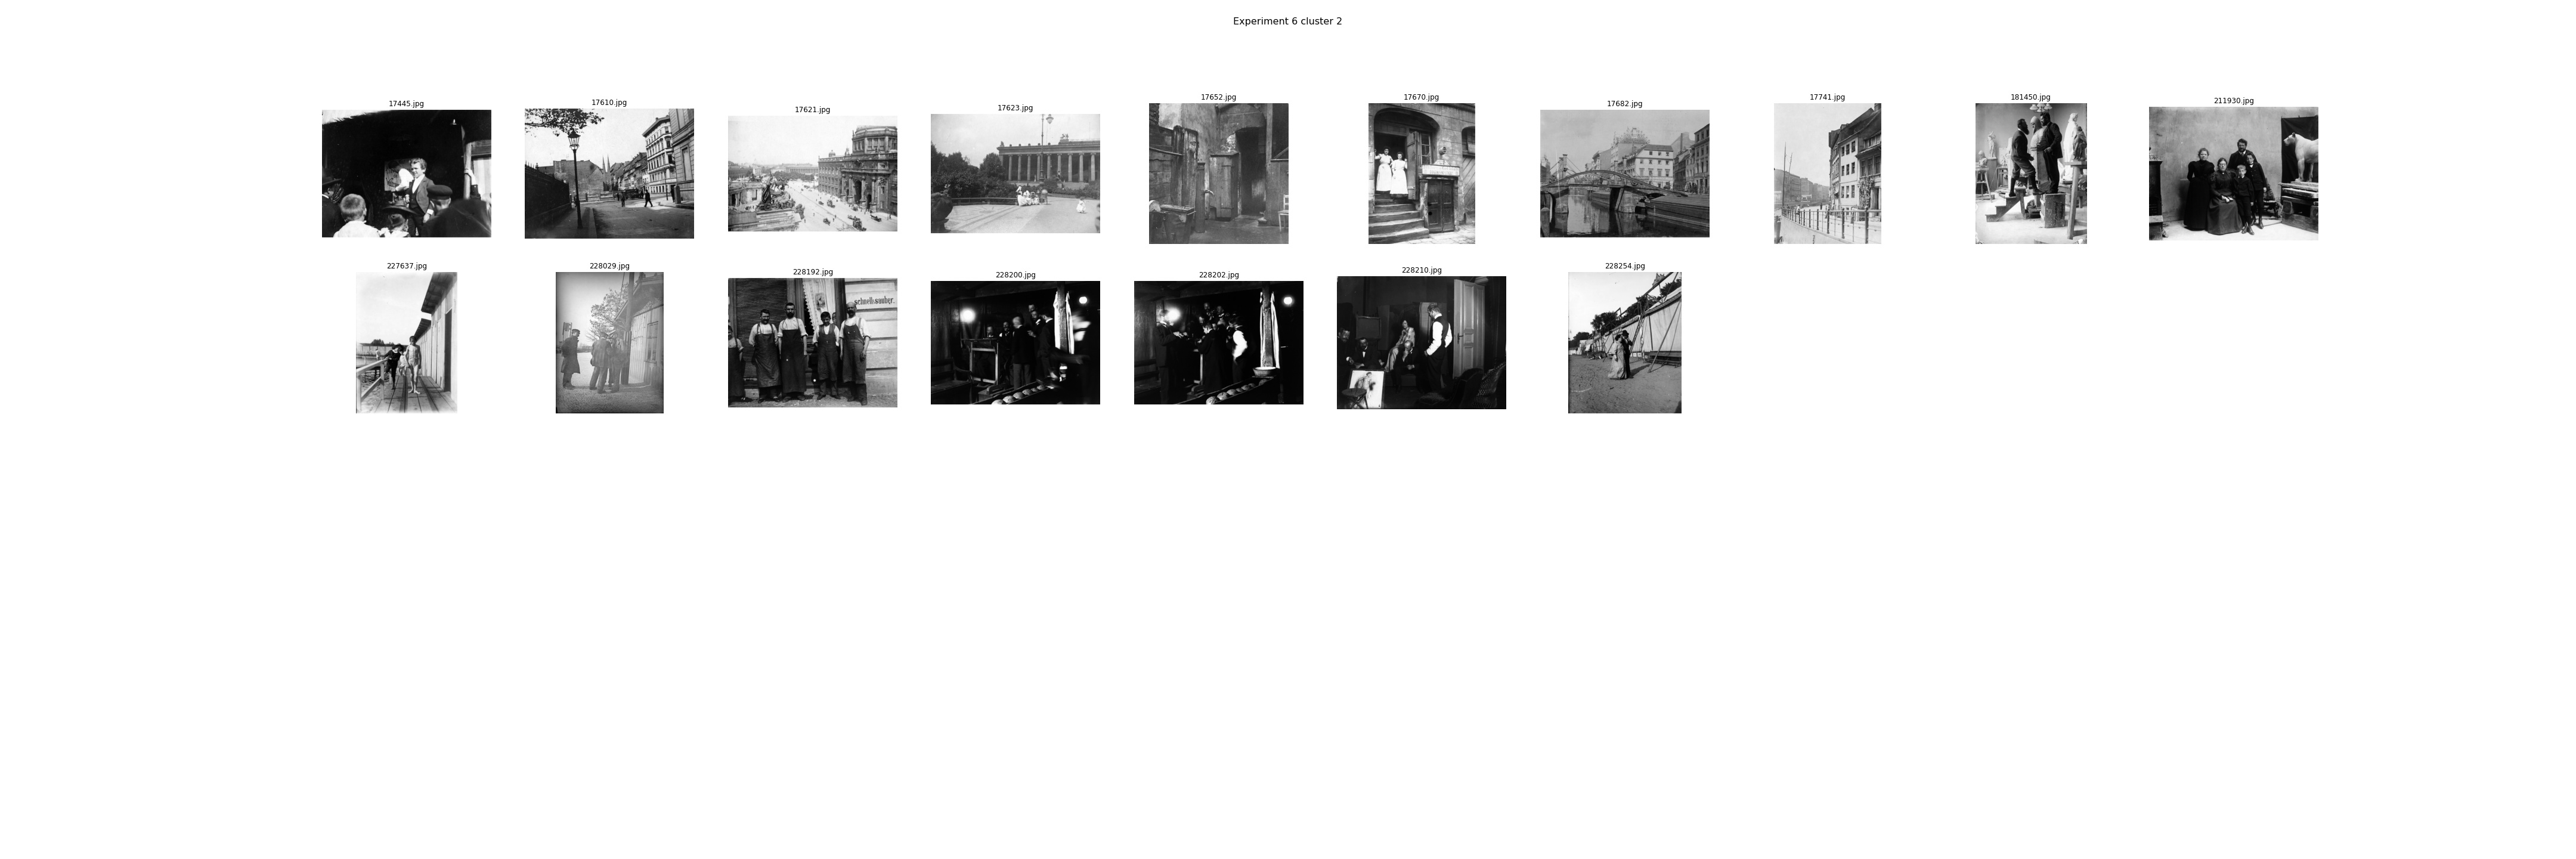 Experiment 6 cluster 2
17445.jpg
17610.jpg
17621.jpg
17623.jpg
17652.jpg
17670.jpg
17682.jpg
17741.jpg
181450.jpg
211930.jpg
227637.jpg
228029.jpg
228192.jpg
228200.jpg
228202.jpg
228210.jpg
228254.jpg
schnell&sauber.